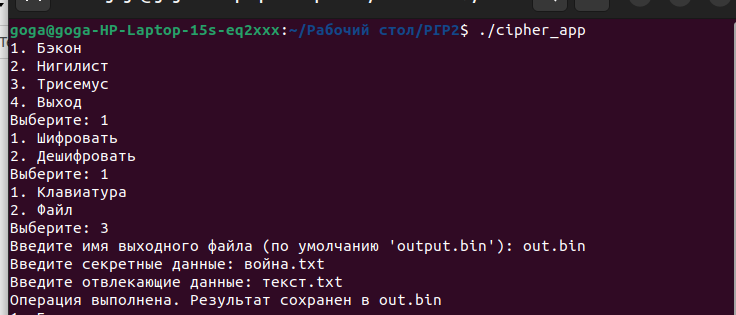 goga@goga-HP-Laptop-15s-eq2xxx:~/Рабочий стол/РГР2$ ./cipher_app
1. Бэкон
2. Нигилист
3. Трисемус
4. Выход
Выберите: 1
1. Шифровать
2. Дешифровать
Выберите: 1
1. Клавиатура
2. Файл
Выберите: 3
Введите имя выходного файла (по умолчанию 'output.bin'): out.bin
Введите секретные данные: война.txt
Введите отвлекающие данные: текст.txt
Операция выполнена. Результат сохранен в out.bin